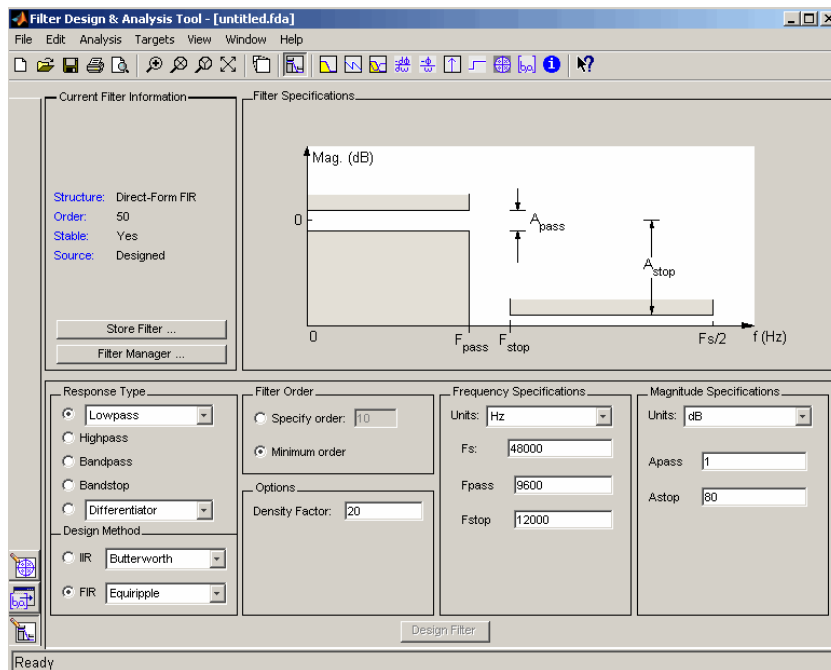 Filter Design & Analysis Tool - [untitled.fda]
File Edit Analysis Targets View Window Help
Current Filter Information
Structure: Direct-Form FIR
Order: 50
Stable: Yes
Source: Designed
Store Filter ...
Filter Manager ...
Filter Specifications
Mag. (dB)
0
A pass
A stop
0 F pass F stop Fs/2 f (Hz)
Response Type
Lowpass
Highpass
Bandpass
Bandstop
Differentiator
Design Method
IIR Butterworth
FIR Equiripple
Filter Order
Specify order: 10
Minimum order
Options
Density Factor: 20
Frequency Specifications
Units: Hz
Fs: 48000
Fpass 9600
Fstop 12000
Magnitude Specifications
Units: dB
Apass 1
Astop 80
Design Filter
Ready